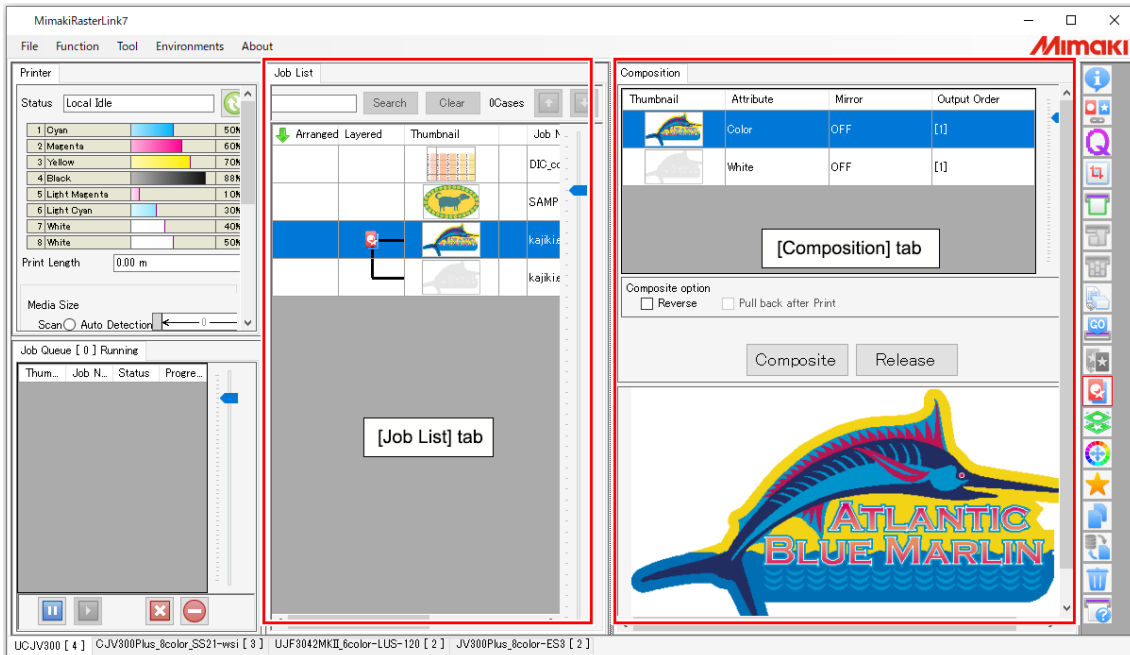 MimakiRasterLink7
File Function Tool Environments About
Mimaki
Printer
Status Local Idle
1 Cyan 50%
2 Magenta 60%
3 Yellow 70%
4 Black 88%
5 Light Magenta 10%
6 Light Cyan 30%
7 White 40%
8 White 50%
Print Length 0.00 m
Media Size
Scan Auto Detection 0
Job Queue [ 0 ] Running
Thum... Job N... Status Progre...
Job List
Search Clear 0Cases
Arranged Layered Thumbnail Job N
DIC_cc
SAMP
kajiki.e
kajiki.e
[Job List] tab
Composition
Thumbnail Attribute Mirror Output Order
Color OFF [1]
White OFF [1]
[Composition] tab
Composite option
Reverse Pull back after Print
Composite Release
ATLANTIC
BLUE MARLIN
Q
GO
UCJV300 [ 4 ] CJV300Plus_8color_SS21-wsi [ 3 ] UJF3042MKII_6color-LUS-120 [ 2 ] JV300Plus_8color-ES3 [ 2 ]